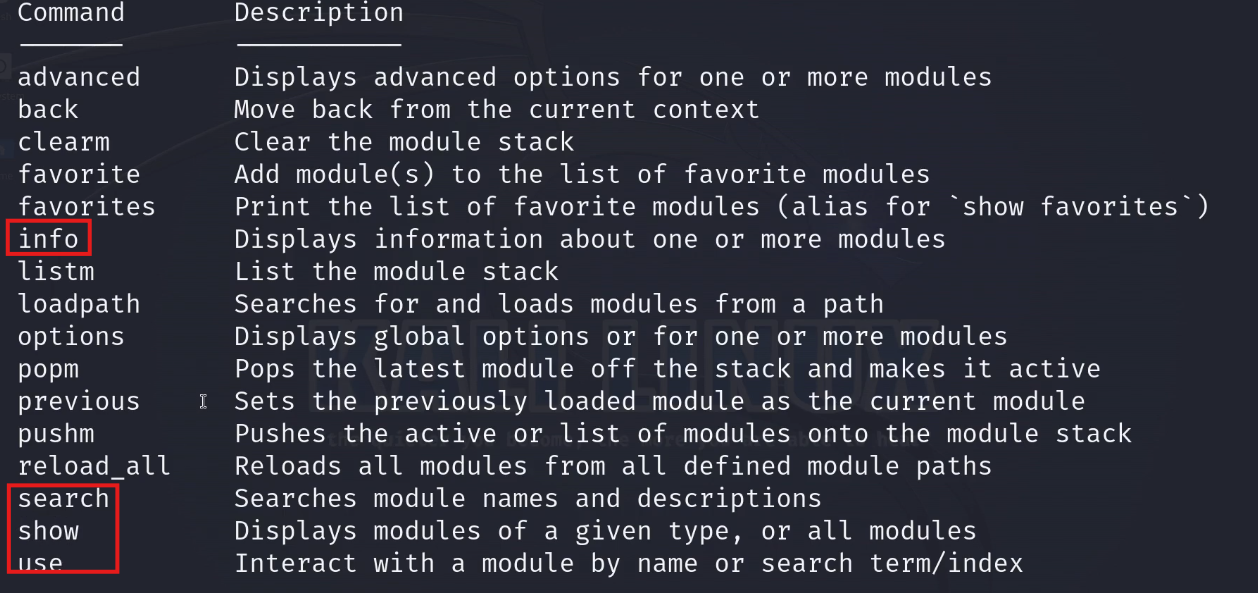 Command Description
advanced Displays advanced options for one or more modules
back Move back from the current context
clearm Clear the module stack
favorite Add module(s) to the list of favorite modules
favorites Print the list of favorite modules (alias for `show favorites`)
info Displays information about one or more modules
listm List the module stack
loadpath Searches for and loads modules from a path
options Displays global options or for one or more modules
popm Pops the latest module off the stack and makes it active
previous Sets the previously loaded module as the current module
pushm Pushes the active or list of modules onto the module stack
reload_all Reloads all modules from all defined module paths
search Searches module names and descriptions
show Displays modules of a given type, or all modules
use Interact with a module by name or search term/index
KALI LINUX